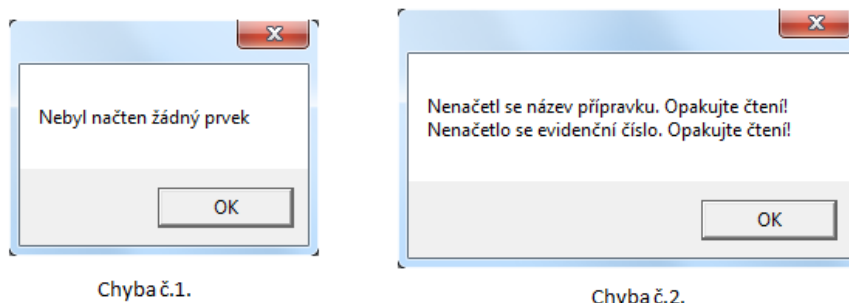 Nebyl načten žádný prvek
OK
Chyba č.1.
Nenačetl se název přípravku. Opakujte čtení!
Nenačetlo se evidenční číslo. Opakujte čtení!
OK
Chyba č.2.